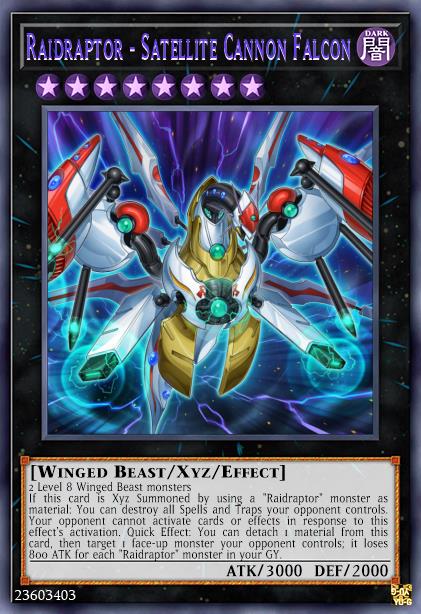 RAIDRAPTOR - SATELLITE CANNON FALCON
DARK
闇
[WINGED BEAST/XYZ/EFFECT]
2 Level 8 Winged Beast monsters
If this card is Xyz Summoned by using a "Raidraptor" monster as
material: You can destroy all Spells and Traps your opponent controls.
Your opponent cannot activate cards or effects in response to this
effect's activation. Quick Effect: You can detach 1 material from this
card, then target 1 face-up monster your opponent controls; it loses
800 ATK for each "Raidraptor" monster in your GY.
ATK/3000 DEF/2000
23603403